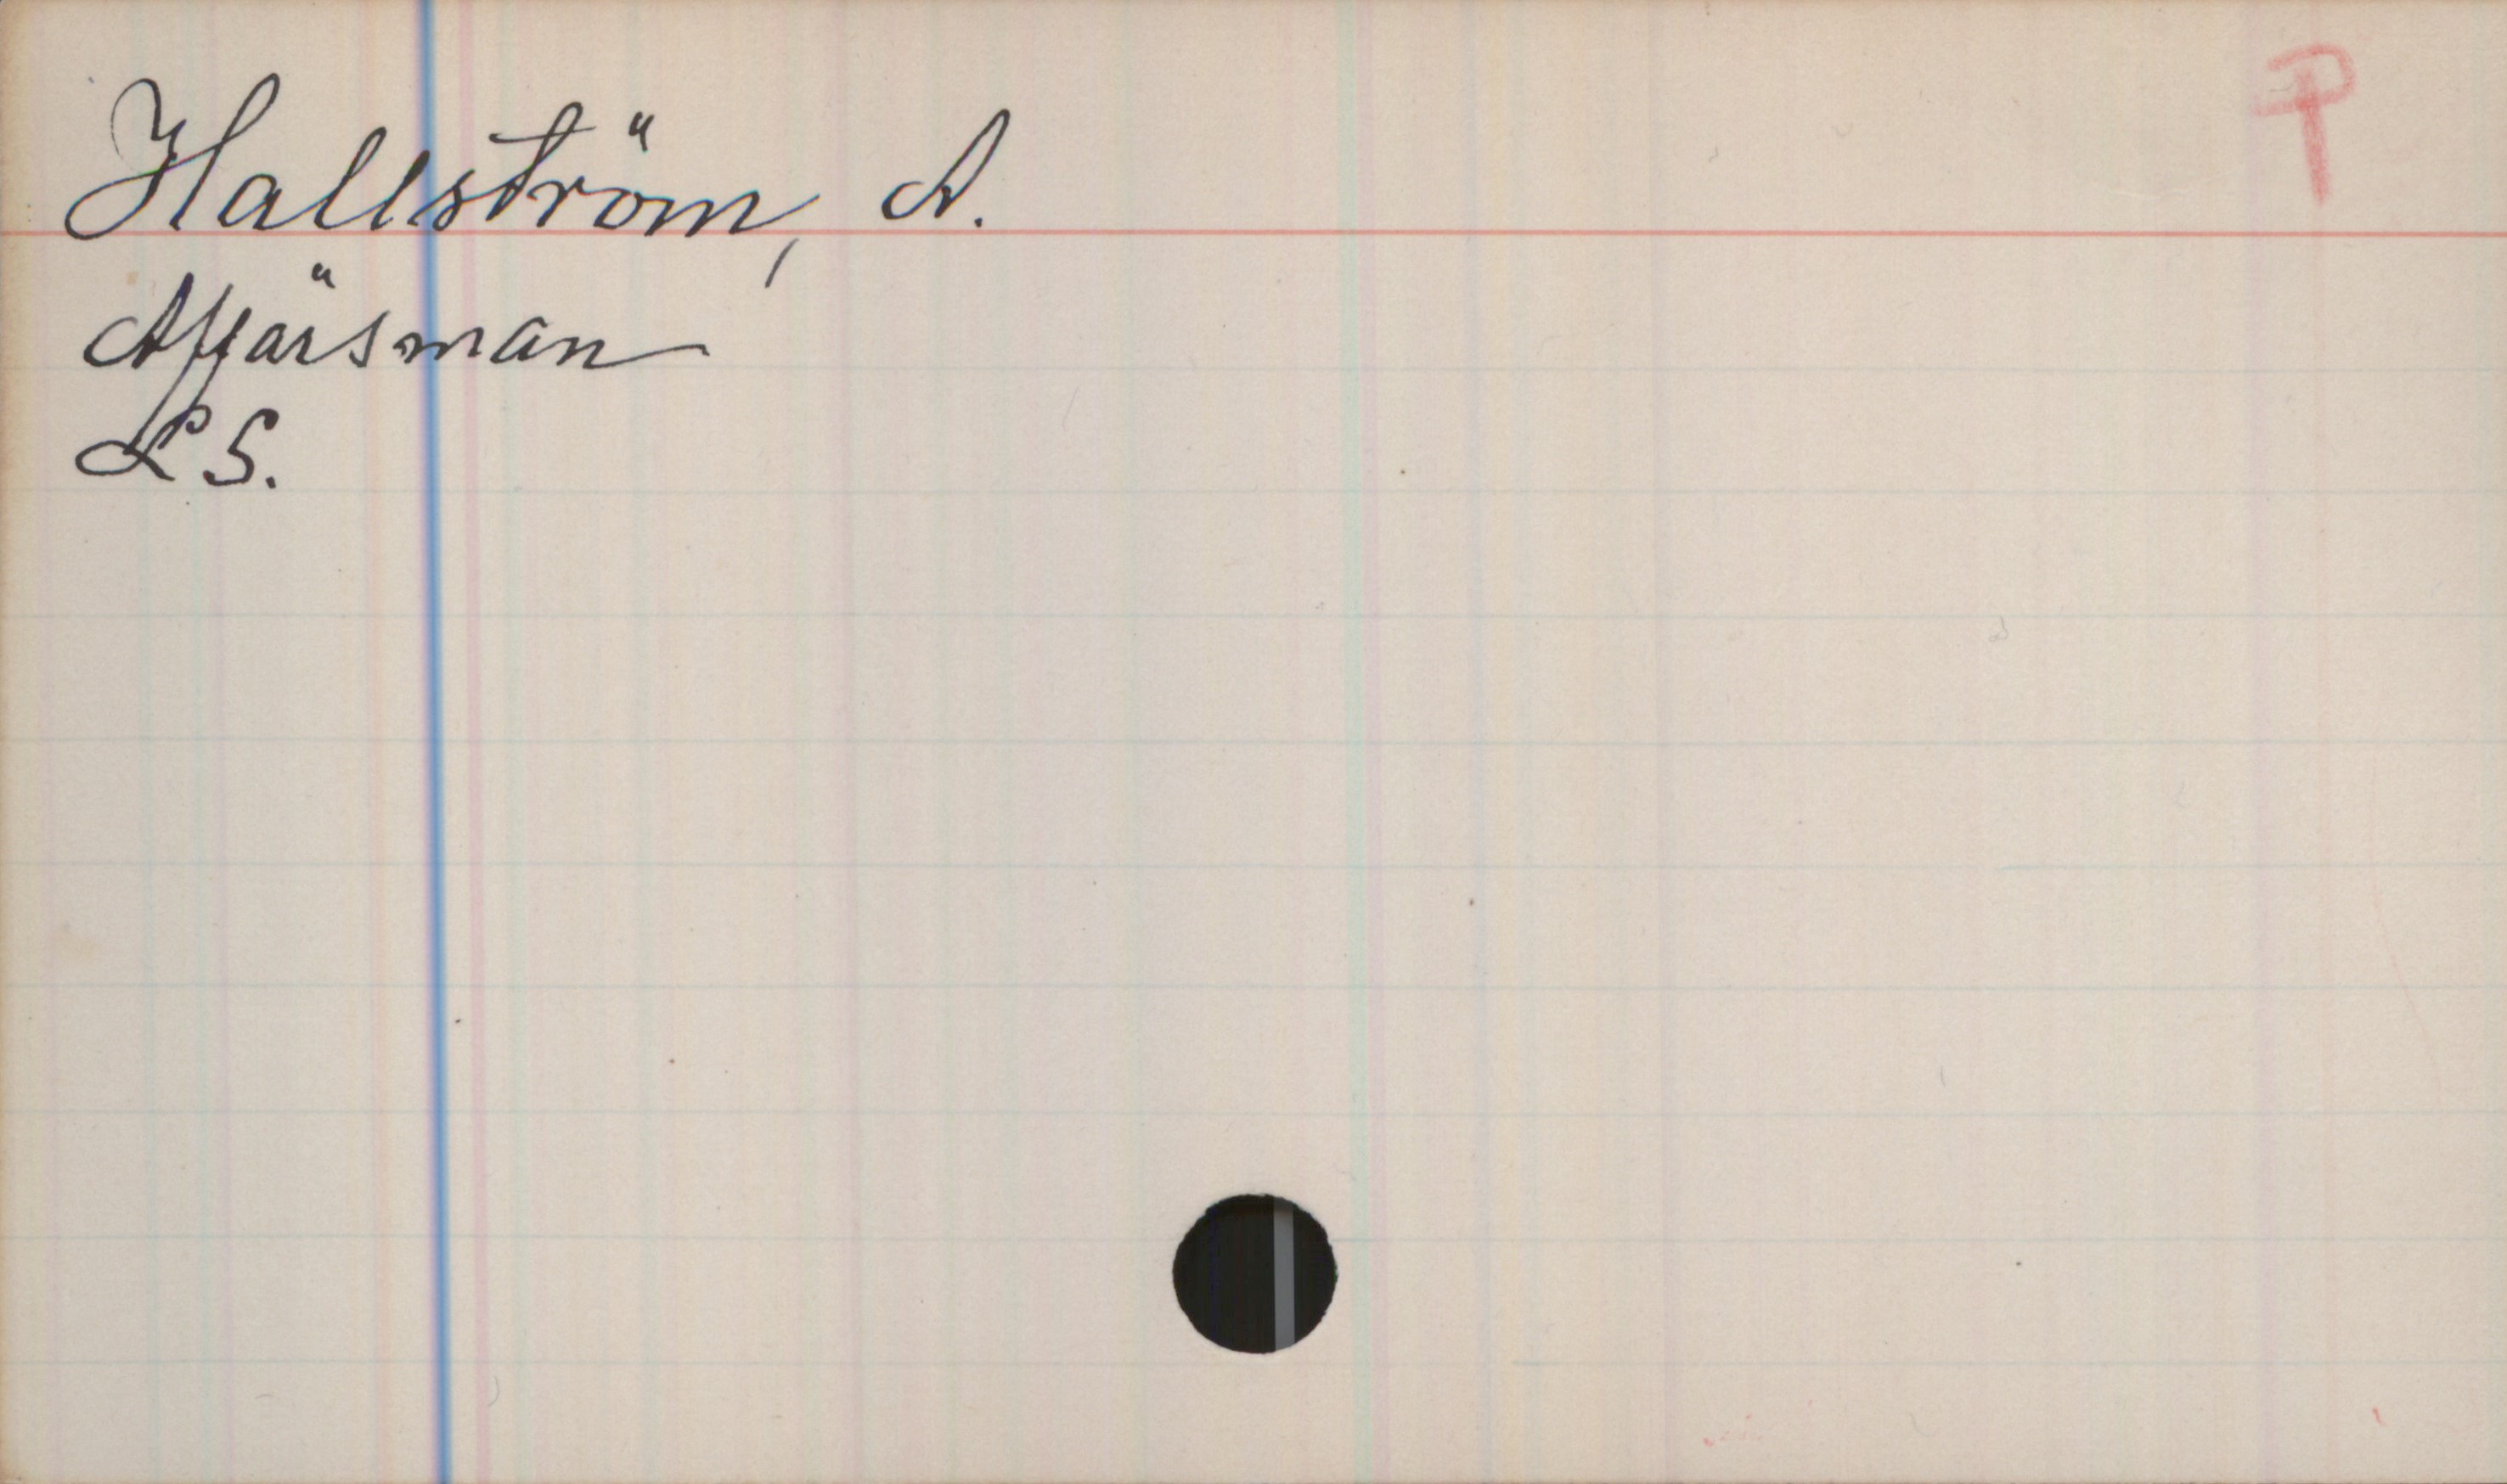 Hallström, A. P
Affärsman
L S.